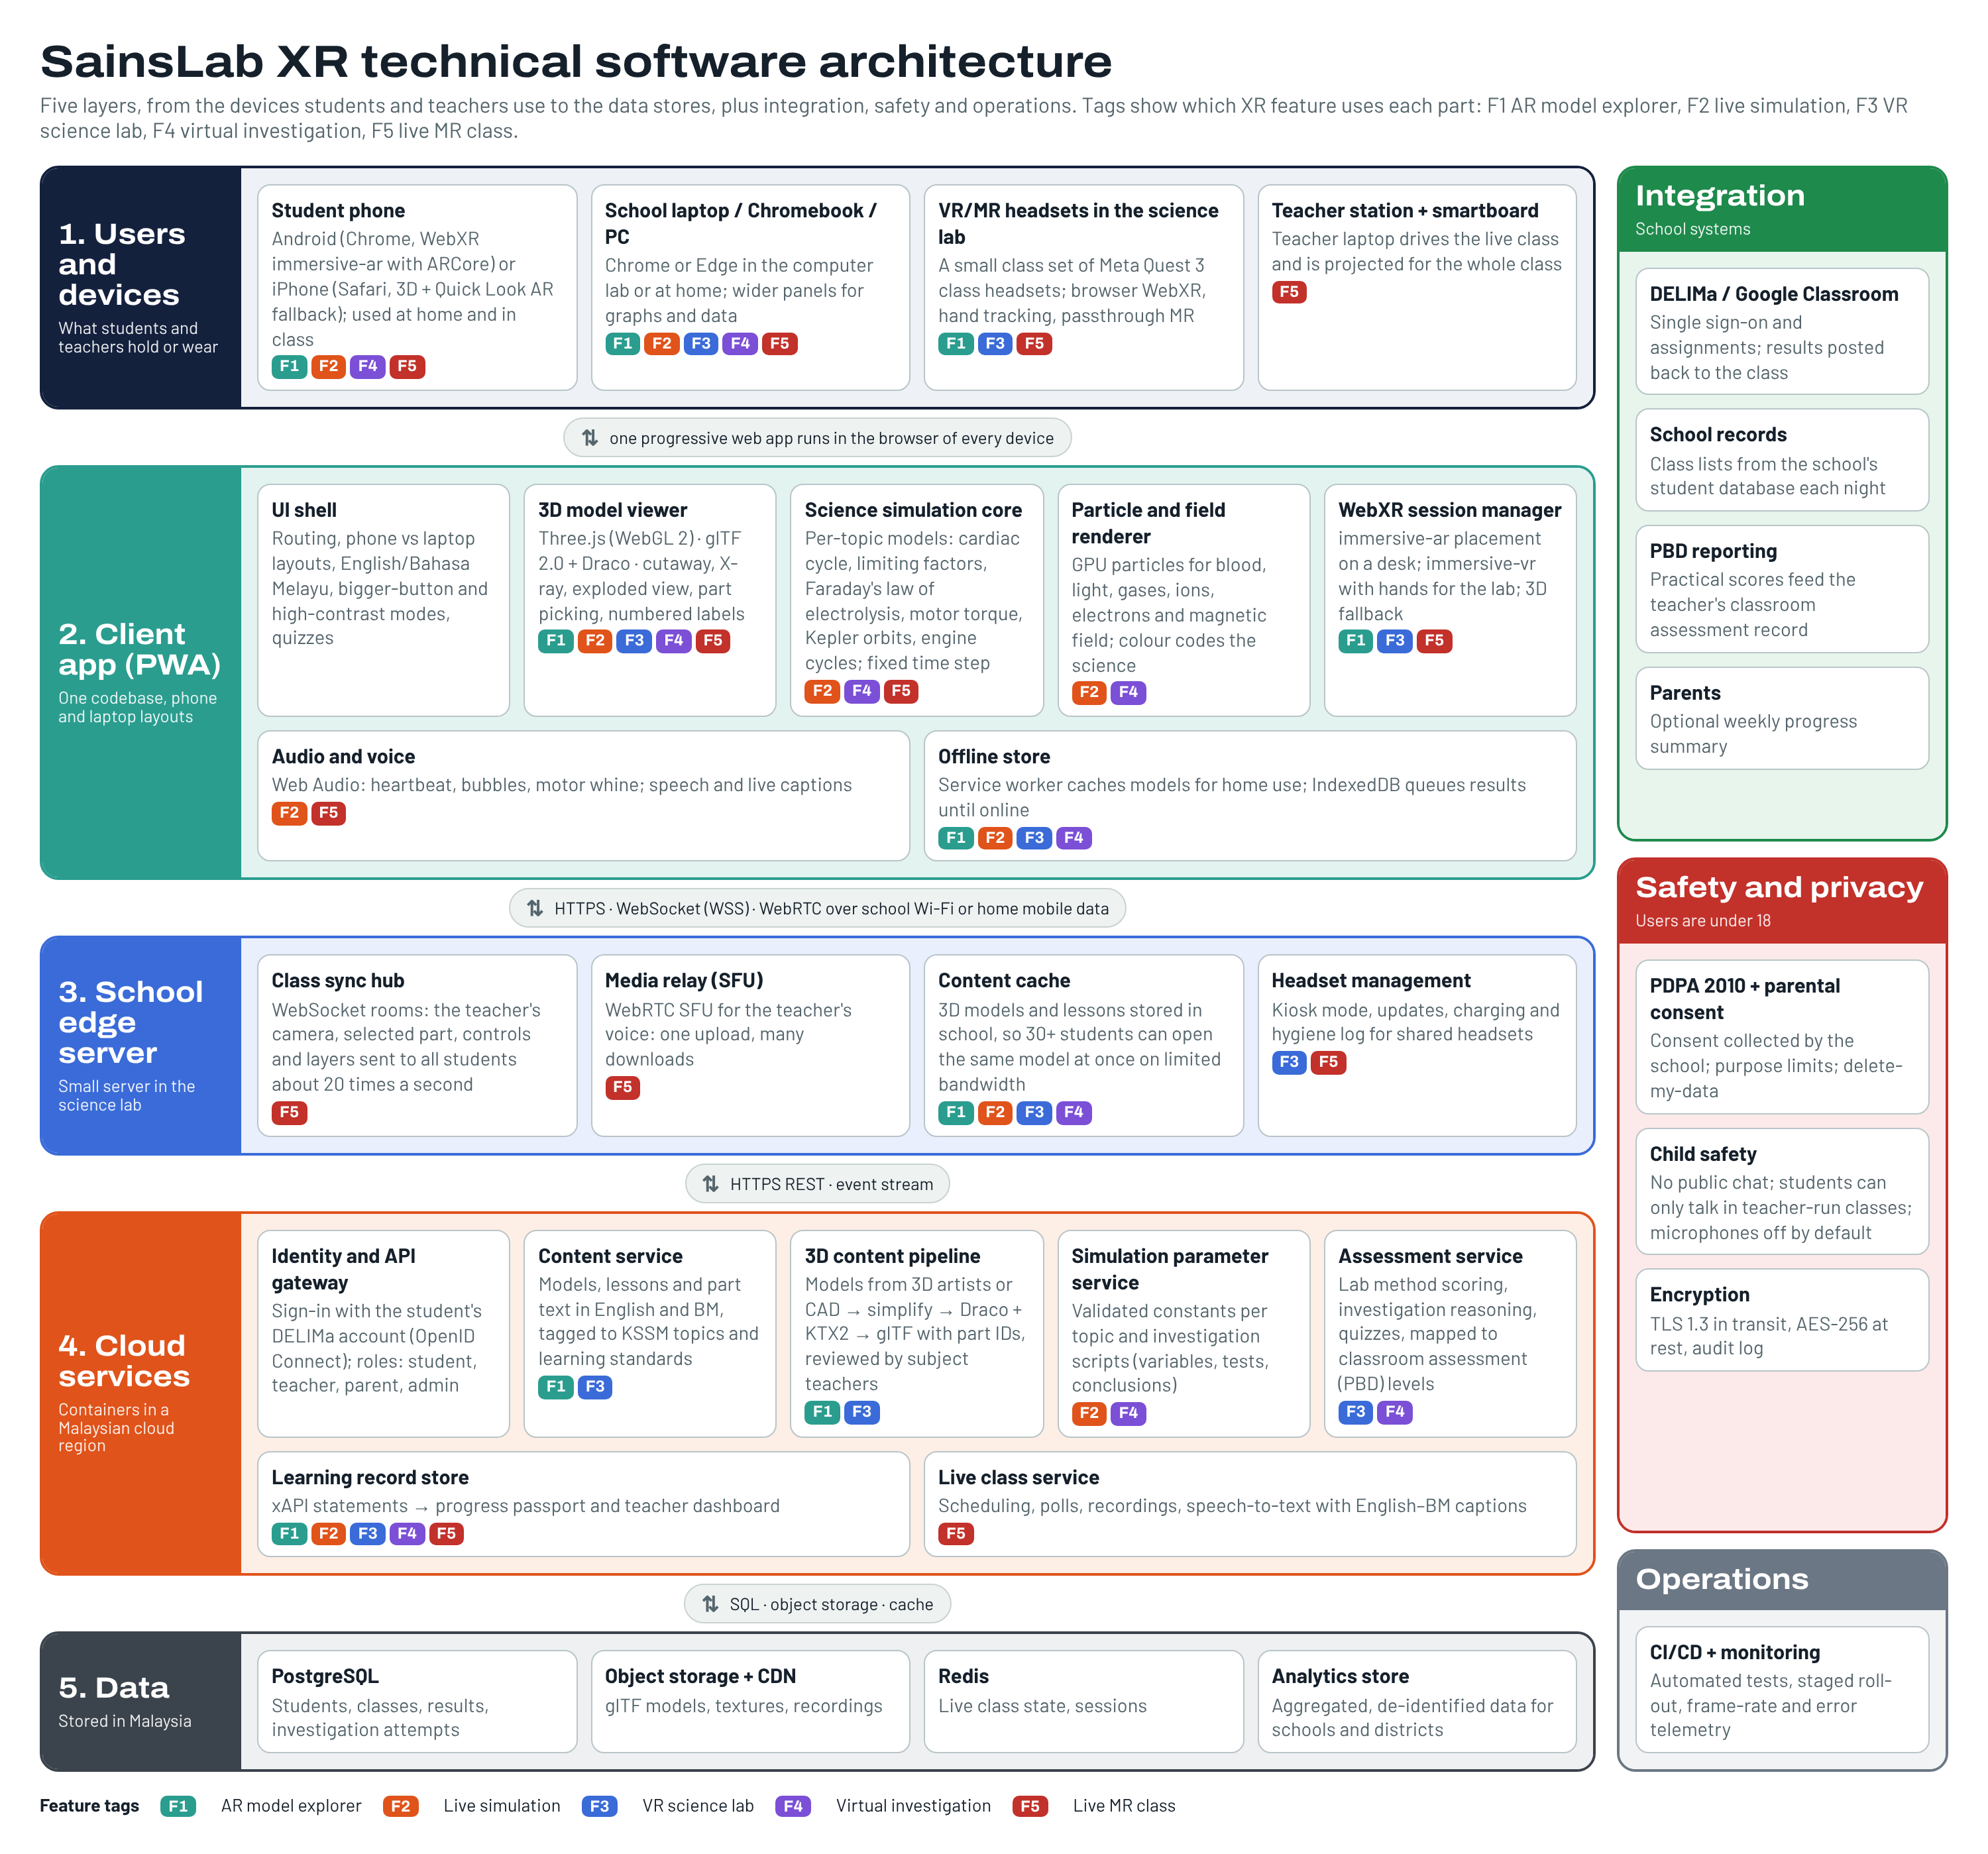 SainsLab XR technical software architecture
Five layers, from the devices students and teachers use to the data stores, plus integration, safety and operations. Tags show which XR feature uses each part: F1 AR model explorer, F2 live simulation, F3 VR
science lab, F4 virtual investigation, F5 live MR class.
1. Users
and
devices
What students and
teachers hold or wear
Student phone
Android (Chrome, WebXR
immersive-ar with ARCore) or
iPhone (Safari, 3D + Quick Look AR
fallback); used at home and in
class
F1 F2 F4 F5
School laptop / Chromebook /
PC
Chrome or Edge in the computer
lab or at home; wider panels for
graphs and data
F1 F2 F3 F4 F5
VR/MR headsets in the science
lab
A small class set of Meta Quest 3
class headsets; browser WebXR,
hand tracking, passthrough MR
F1 F3 F5
Teacher station + smartboard
Teacher laptop drives the live class
and is projected for the whole class
F5
⇅ one progressive web app runs in the browser of every device
2. Client
app (PWA)
One codebase, phone
and laptop layouts
UI shell
Routing, phone vs laptop
layouts, English/Bahasa
Melayu, bigger-button and
high-contrast modes,
quizzes
3D model viewer
Three.js (WebGL 2) · glTF
2.0 + Draco · cutaway, X-
ray, exploded view, part
picking, numbered labels
F1 F2 F3 F4 F5
Science simulation core
Per-topic models: cardiac
cycle, limiting factors,
Faraday's law of
electrolysis, motor torque,
Kepler orbits, engine
cycles; fixed time step
F2 F4 F5
Particle and field
renderer
GPU particles for blood,
light, gases, ions,
electrons and magnetic
field; colour codes the
science
F2 F4
WebXR session manager
immersive-ar placement
on a desk; immersive-vr
with hands for the lab; 3D
fallback
F1 F3 F5
Audio and voice
Web Audio: heartbeat, bubbles, motor whine; speech and live captions
F2 F5
Offline store
Service worker caches models for home use; IndexedDB queues results
until online
F1 F2 F3 F4
⇅ HTTPS · WebSocket (WSS) · WebRTC over school Wi-Fi or home mobile data
3. School
edge
server
Small server in the
science lab
Class sync hub
WebSocket rooms: the teacher's
camera, selected part, controls
and layers sent to all students
about 20 times a second
F5
Media relay (SFU)
WebRTC SFU for the teacher's
voice: one upload, many
downloads
F5
Content cache
3D models and lessons stored in
school, so 30+ students can open
the same model at once on limited
bandwidth
F1 F2 F3 F4
Headset management
Kiosk mode, updates, charging and
hygiene log for shared headsets
F3 F5
⇅ HTTPS REST · event stream
4. Cloud
services
Containers in a
Malaysian cloud
region
Identity and API
gateway
Sign-in with the student's
DELIMa account (OpenID
Connect); roles: student,
teacher, parent, admin
Content service
Models, lessons and part
text in English and BM,
tagged to KSSM topics and
learning standards
F1 F3
3D content pipeline
Models from 3D artists or
CAD → simplify → Draco +
KTX2 → glTF with part IDs,
reviewed by subject
teachers
F1 F3
Simulation parameter
service
Validated constants per
topic and investigation
scripts (variables, tests,
conclusions)
F2 F4
Assessment service
Lab method scoring,
investigation reasoning,
quizzes, mapped to
classroom assessment
(PBD) levels
F3 F4
Learning record store
xAPI statements → progress passport and teacher dashboard
F1 F2 F3 F4 F5
Live class service
Scheduling, polls, recordings, speech-to-text with English–BM captions
F5
⇅ SQL · object storage · cache
5. Data
Stored in Malaysia
PostgreSQL
Students, classes, results,
investigation attempts
Object storage + CDN
glTF models, textures, recordings
Redis
Live class state, sessions
Analytics store
Aggregated, de-identified data for
schools and districts
Integration
School systems
DELIMa / Google Classroom
Single sign-on and
assignments; results posted
back to the class
School records
Class lists from the school's
student database each night
PBD reporting
Practical scores feed the
teacher's classroom
assessment record
Parents
Optional weekly progress
summary
Safety and privacy
Users are under 18
PDPA 2010 + parental
consent
Consent collected by the
school; purpose limits; delete-
my-data
Child safety
No public chat; students can
only talk in teacher-run classes;
microphones off by default
Encryption
TLS 1.3 in transit, AES-256 at
rest, audit log
Operations
CI/CD + monitoring
Automated tests, staged roll-
out, frame-rate and error
telemetry
Feature tags F1 AR model explorer F2 Live simulation F3 VR science lab F4 Virtual investigation F5 Live MR class